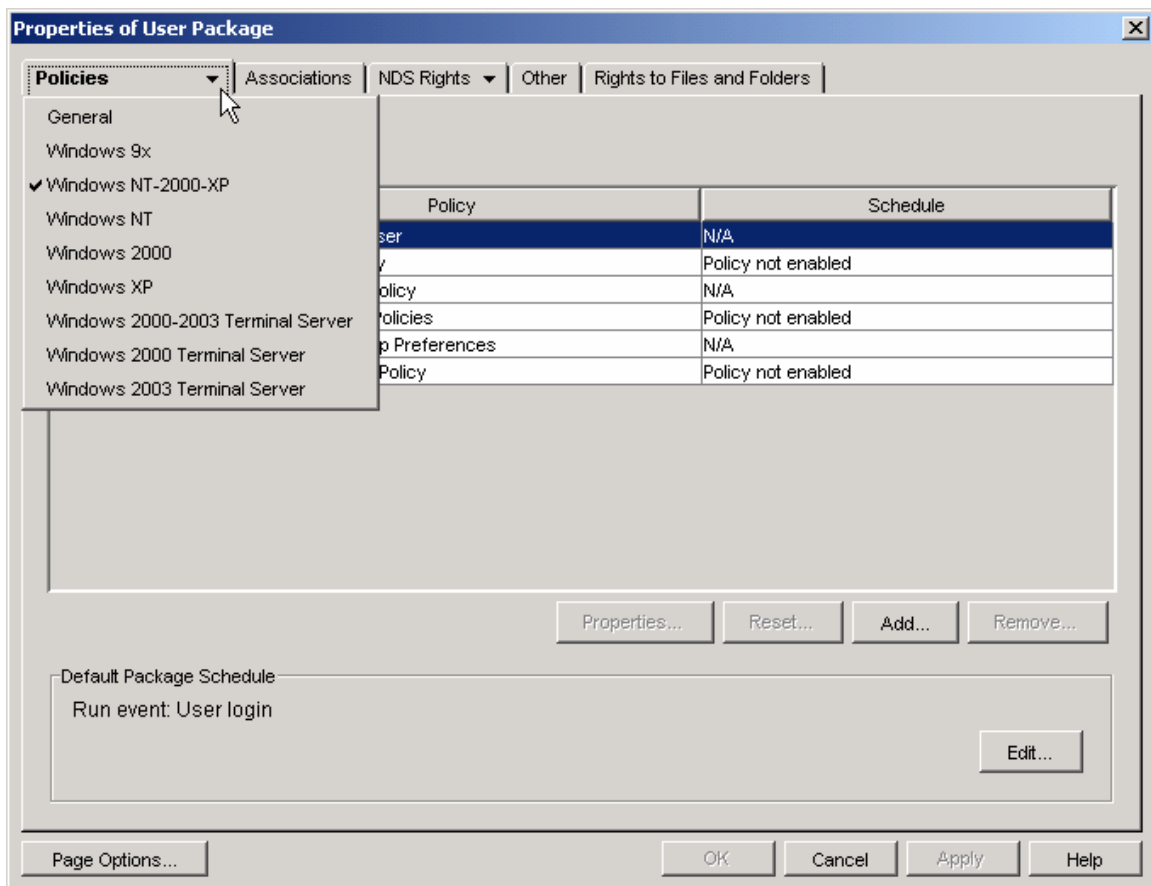 Properties of User Package
Policies Associations NDS Rights Other Rights to Files and Folders
General
Windows 9x
Windows NT-2000-XP
Windows NT
Windows 2000
Windows XP
Windows 2000-2003 Terminal Server
Windows 2000 Terminal Server
Windows 2003 Terminal Server
Policy Schedule
ser N/A
y Policy not enabled
olicy N/A
Policies Policy not enabled
p Preferences N/A
Policy Policy not enabled
Properties... Reset... Add... Remove...
Default Package Schedule
Run event: User login
Edit...
Page Options... OK Cancel Apply Help